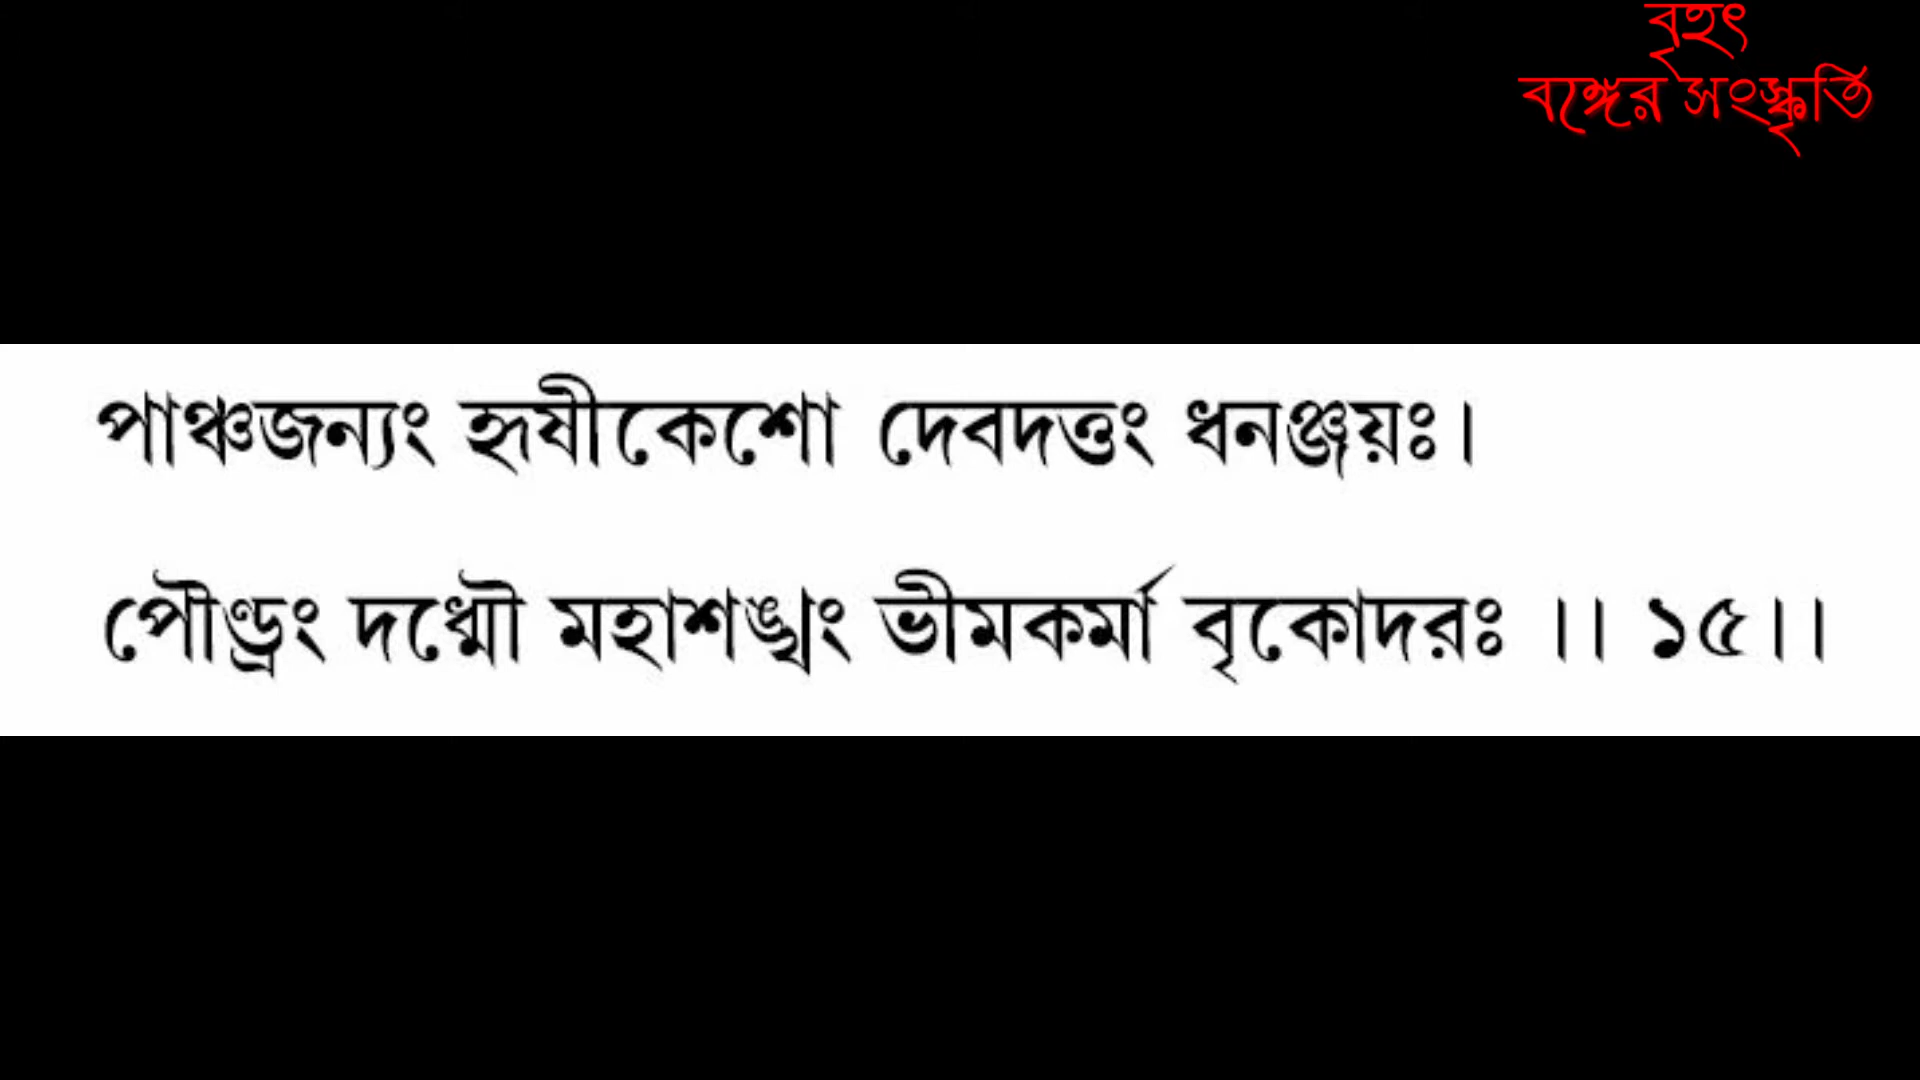 বৃহৎ
বঙ্গের সংস্কৃতি
পাঞ্চজন্যং হৃষীকেশো দেবদত্তং ধনঞ্জয়ঃ।
পৌণ্ড্রং দধ্মৌ মহাশঙ্খং ভীমকর্মা বৃকোদরঃ ।। ১৫।।